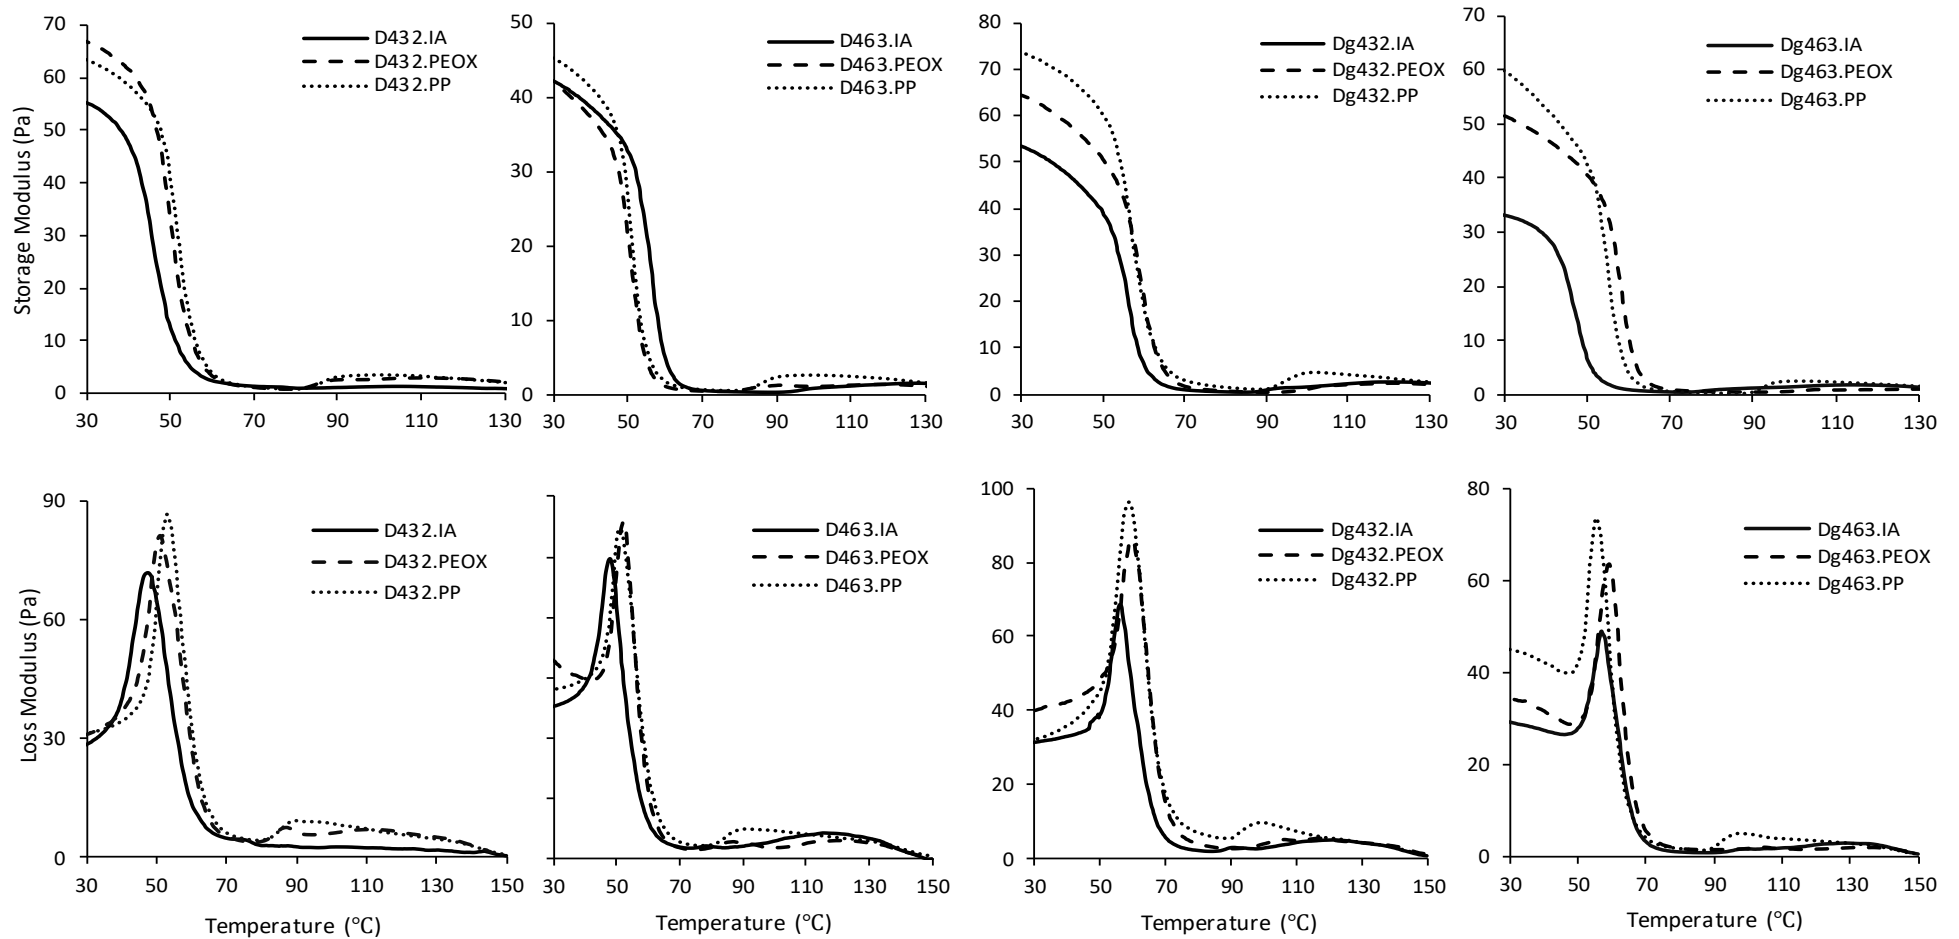 Storage Modulus (Pa)
70
60
50
40
30
20
10
0
30 50 70 90 110 130
D432.IA
D432.PEOX
D432.PP
50
40
30
20
10
0
30 50 70 90 110 130
D463.IA
D463.PEOX
D463.PP
80
70
60
50
40
30
20
10
0
30 50 70 90 110 130
Dg432.IA
Dg432.PEOX
Dg432.PP
70
60
50
40
30
20
10
0
30 50 70 90 110 130
Dg463.IA
Dg463.PEOX
Dg463.PP
Loss Modulus (Pa)
90
60
30
0
30 50 70 90 110 130 150
D432.IA
D432.PEOX
D432.PP
Temperature (°C)
30 50 70 90 110 130 150
D463.IA
D463.PEOX
D463.PP
Temperature (°C)
100
80
60
40
20
0
30 50 70 90 110 130 150
Dg432.IA
Dg432.PEOX
Dg432.PP
Temperature (°C)
80
60
40
20
0
30 50 70 90 110 130 150
Dg463.IA
Dg463.PEOX
Dg463.PP
Temperature (°C)